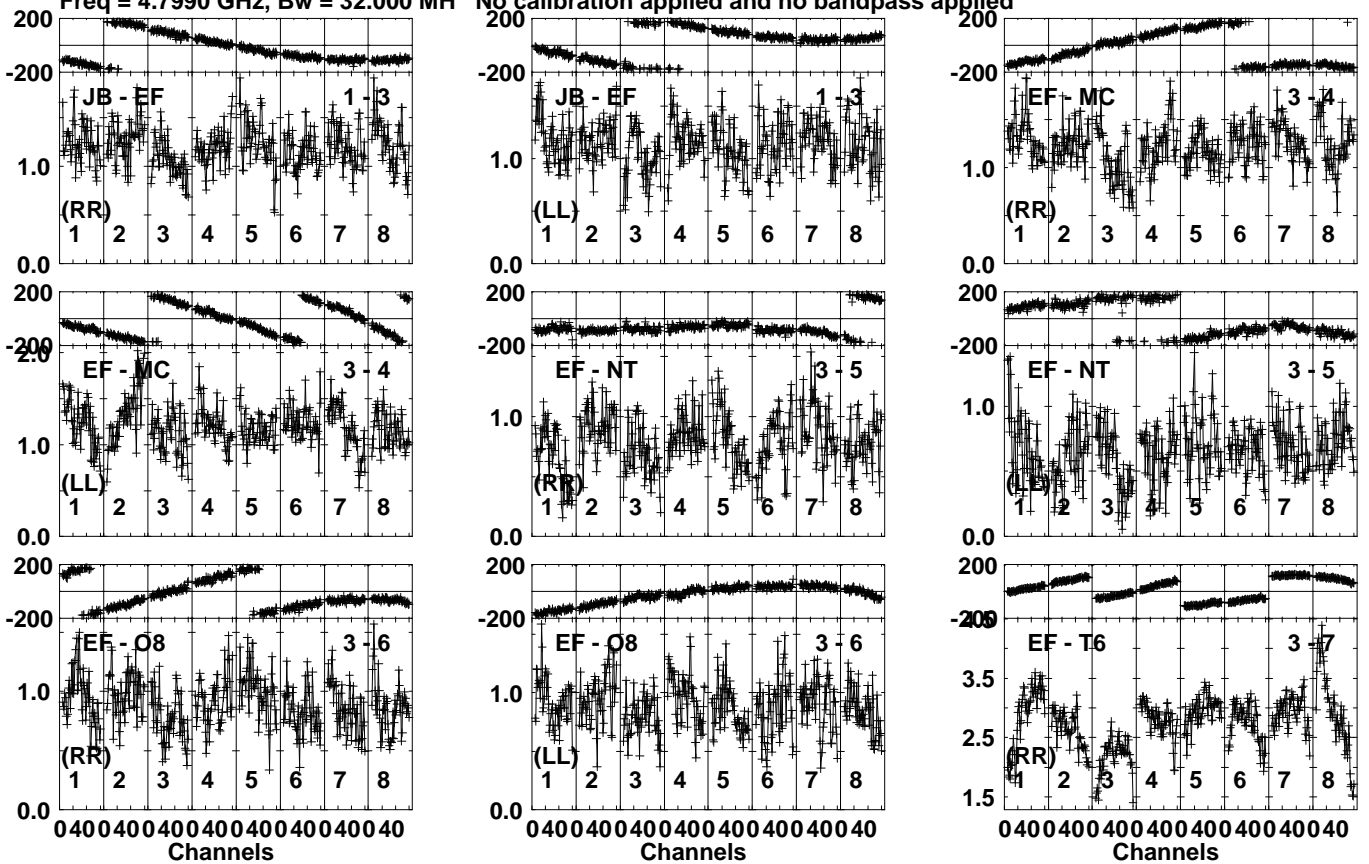 Freq = 4.7990 GHz, Bw = 32.000 MH No calibration applied and no bandpass applied
200 200 200
-200 -200 -200
JB - EF 1 - 3 JB - EF 1 - 3 EF - MC 3 - 4
1.0 1.0 1.0
(RR) (LL) (RR)
1 2 3 4 5 6 7 8 1 2 3 4 5 6 7 8 1 2 3 4 5 6 7 8
0.0 0.0 0.0
200 200 200
-200 -200 -200
2.0
EF - MC 3 - 4 EF - NT 3 - 5 EF - NT 3 - 5
1.0 1.0 1.0
(LL) (RR) (LL)
1 2 3 4 5 6 7 8 1 2 3 4 5 6 7 8 1 2 3 4 5 6 7 8
0.0 0.0 0.0
200 200 200
-200 -200 -200
4.5
EF - O8 3 - 6 EF - O8 3 - 6 EF - T6 3 - 7
1.0 1.0 3.5
2.5
(RR) (LL) (RR)
1 2 3 4 5 6 7 8 1 2 3 4 5 6 7 8 1 2 3 4 5 6 7 8
0.0 0.0 1.5
0 40 0 40 0 40 0 40 0 40 0 40 0 40 0 40 0 40 0 40 0 40 0 40 0 40 0 40 0 40 0 40 0 40 0 40 0 40 0 40 0 40 0 40 0 40 0 40
Channels Channels Channels